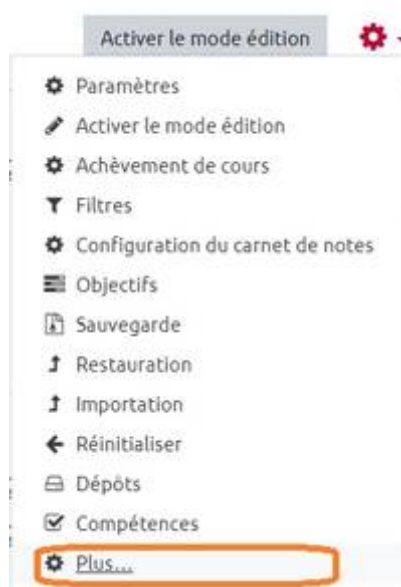 Activer le mode édition
Paramètres
Activer le mode édition
Achèvement de cours
Filtres
Configuration du carnet de notes
Objectifs
Sauvegarde
Restauration
Importation
Réinitialiser
Dépôts
Compétences
Plus...